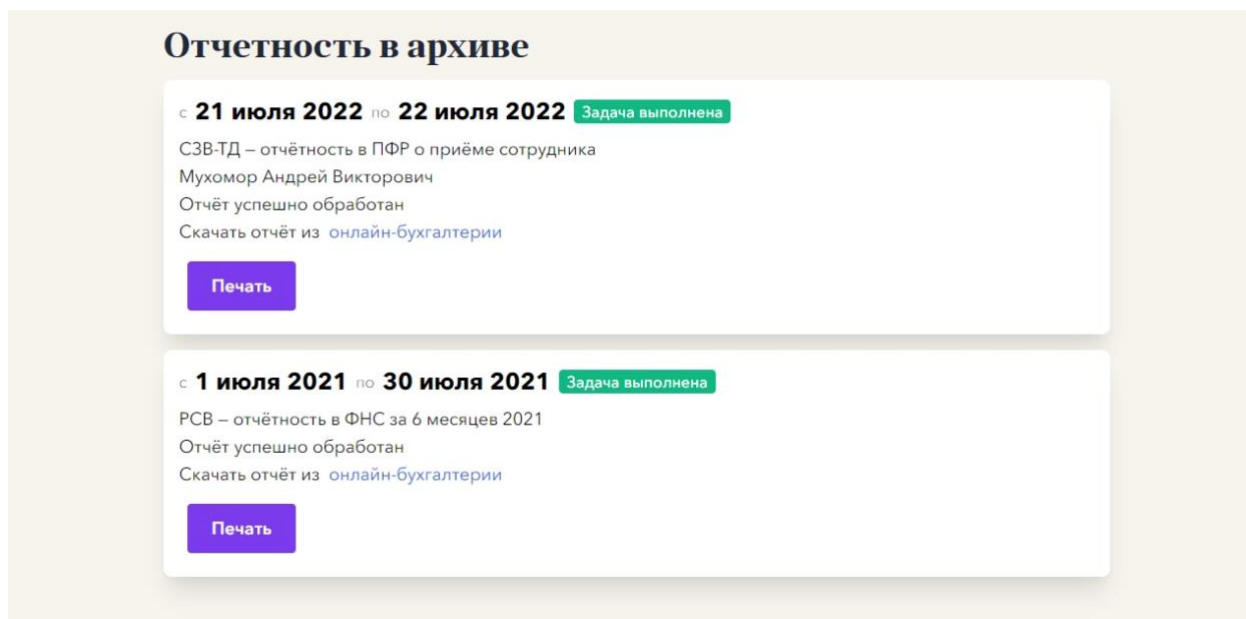 Отчетность в архиве
с 21 июля 2022 по 22 июля 2022 Задача выполнена
СЗВ-ТД – отчётность в ПФР о приёме сотрудника
Мухомор Андрей Викторович
Отчёт успешно обработан
Скачать отчёт из онлайн-бухгалтерии
Печать
с 1 июля 2021 по 30 июля 2021 Задача выполнена
РСВ – отчётность в ФНС за 6 месяцев 2021
Отчёт успешно обработан
Скачать отчёт из онлайн-бухгалтерии
Печать